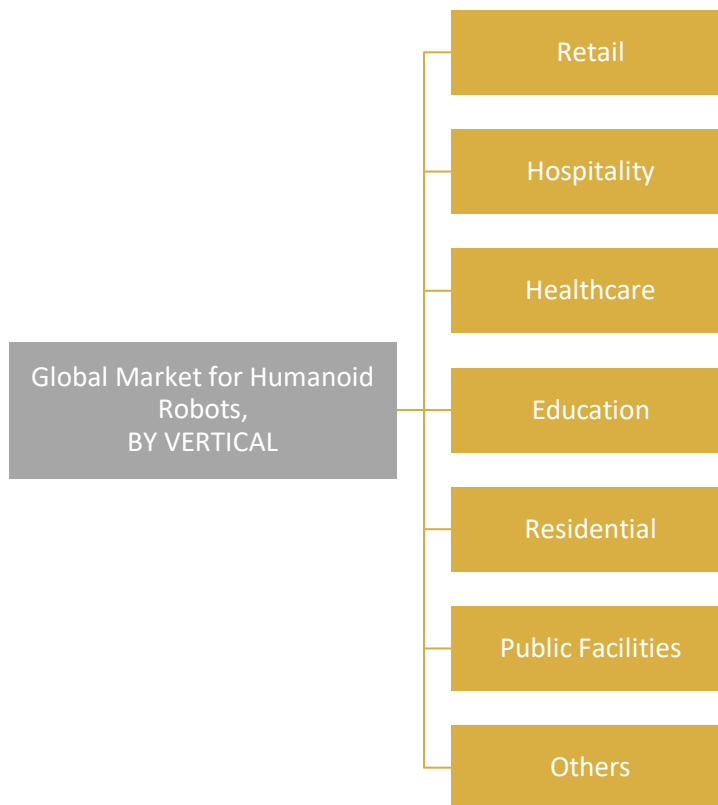 Retail
Hospitality
Healthcare
Global Market for Humanoid
Robots,
BY VERTICAL
Education
Residential
Public Facilities
Others